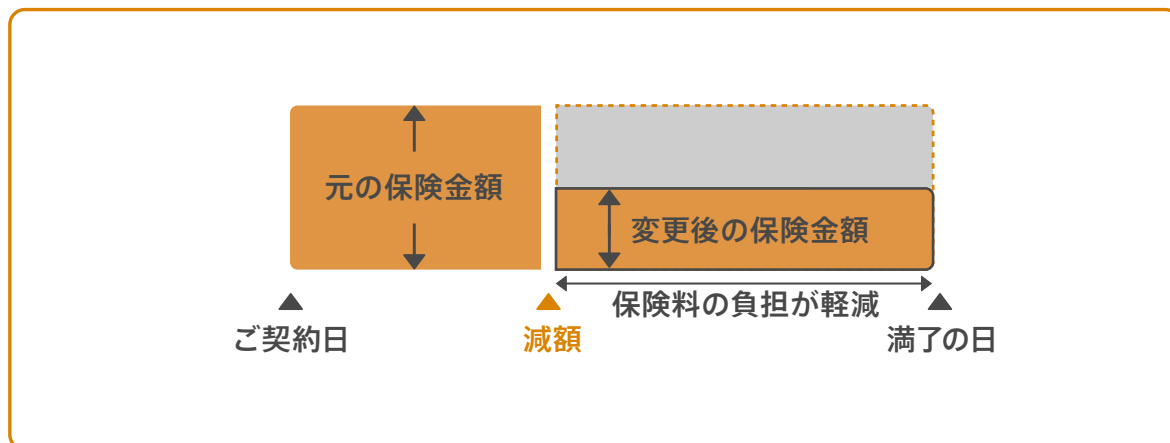 元の保険金額
変更後の保険金額
保険料の負担が軽減
ご契約日
減額
満了の日